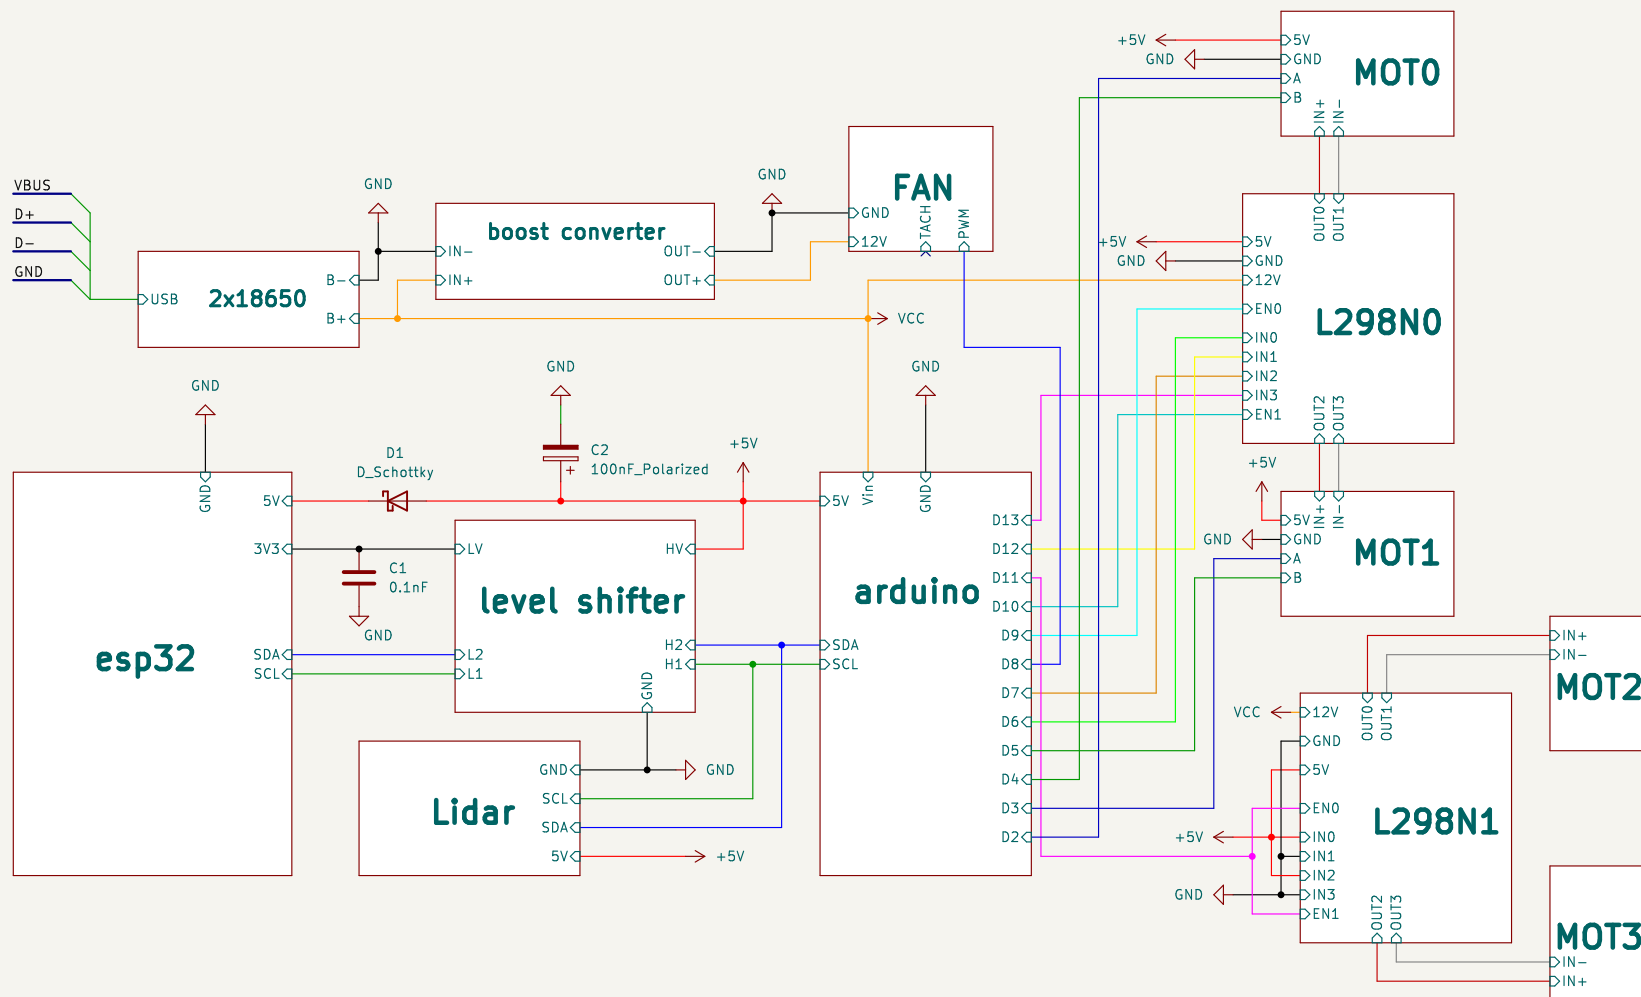 VBUS
D+
D-
GND
2x18650
USB
B-
B+
GND
boost converter
IN-
IN+
OUT-
OUT+
GND
FAN
GND
12V
TACH
PWM
VCC
+5V
GND
MOT0
5V
GND
A
B
IN+
IN-
+5V
GND
L298N0
OUT0
OUT1
5V
GND
12V
EN0
IN0
IN1
IN2
IN3
EN1
OUT2
OUT3
+5V
GND
MOT1
IN+
IN-
5V
GND
A
B
GND
esp32
GND
5V
3V3
SDA
SCL
D1
D_Schottky
C1
0.1nF
GND
GND
C2
100nF_Polarized
+
+5V
level shifter
LV
HV
L2
L1
H2
H1
GND
GND
Lidar
GND
SCL
SDA
5V
+5V
GND
arduino
Vin
GND
5V
SDA
SCL
D13
D12
D11
D10
D9
D8
D7
D6
D5
D4
D3
D2
VCC
+5V
GND
L298N1
OUT0
OUT1
12V
GND
5V
EN0
IN0
IN1
IN2
IN3
EN1
OUT2
OUT3
IN+
IN-
MOT2
MOT3
IN-
IN+